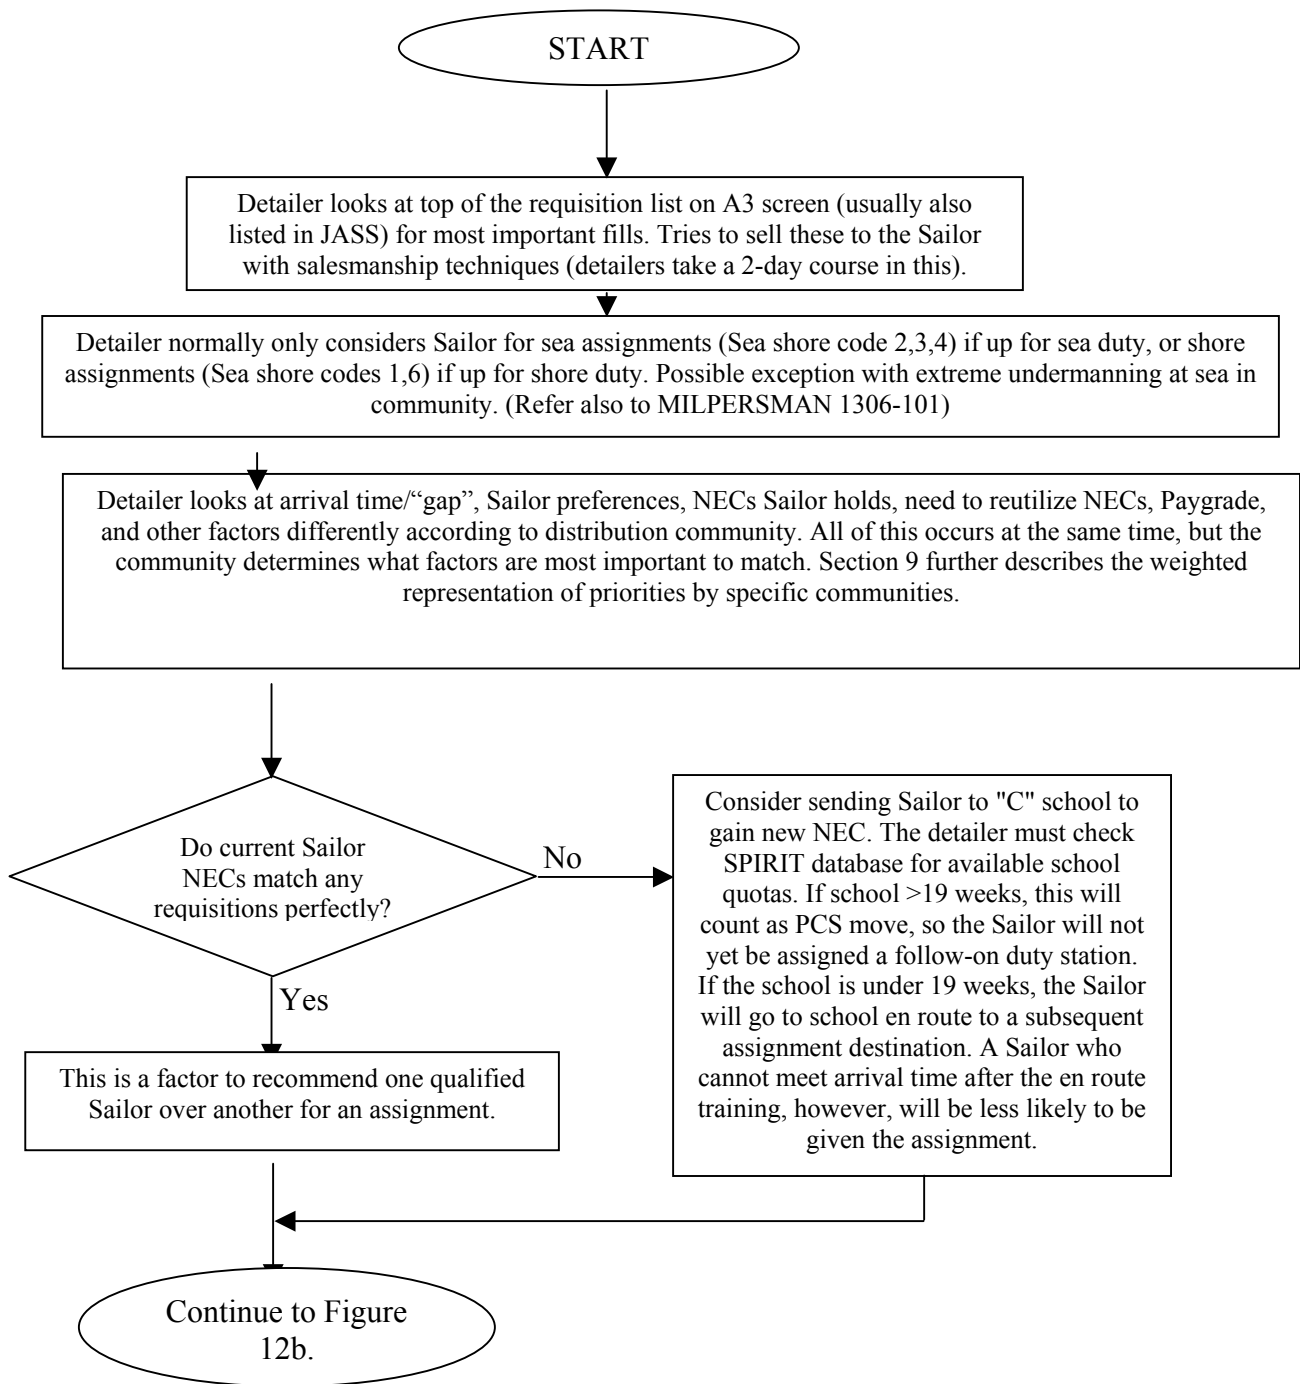 START
Detailer looks at top of the requisition list on A3 screen (usually also
listed in JASS) for most important fills. Tries to sell these to the Sailor
with salesmanship techniques (detailers take a 2-day course in this).
Detailer normally only considers Sailor for sea assignments (Sea shore code 2,3,4) if up for sea duty, or shore
assignments (Sea shore codes 1,6) if up for shore duty. Possible exception with extreme undermanning at sea in
community. (Refer also to MILPERSMAN 1306-101)
Detailer looks at arrival time/“gap”, Sailor preferences, NECs Sailor holds, need to reutilize NECs, Paygrade,
and other factors differently according to distribution community. All of this occurs at the same time, but the
community determines what factors are most important to match. Section 9 further describes the weighted
representation of priorities by specific communities.
Do current Sailor
NECs match any
requisitions perfectly?
No
Consider sending Sailor to "C" school to
gain new NEC. The detailer must check
SPIRIT database for available school
quotas. If school >19 weeks, this will
count as PCS move, so the Sailor will not
yet be assigned a follow-on duty station.
If the school is under 19 weeks, the Sailor
will go to school en route to a subsequent
assignment destination. A Sailor who
cannot meet arrival time after the en route
training, however, will be less likely to be
given the assignment.
Yes
This is a factor to recommend one qualified
Sailor over another for an assignment.
Continue to Figure
12b.